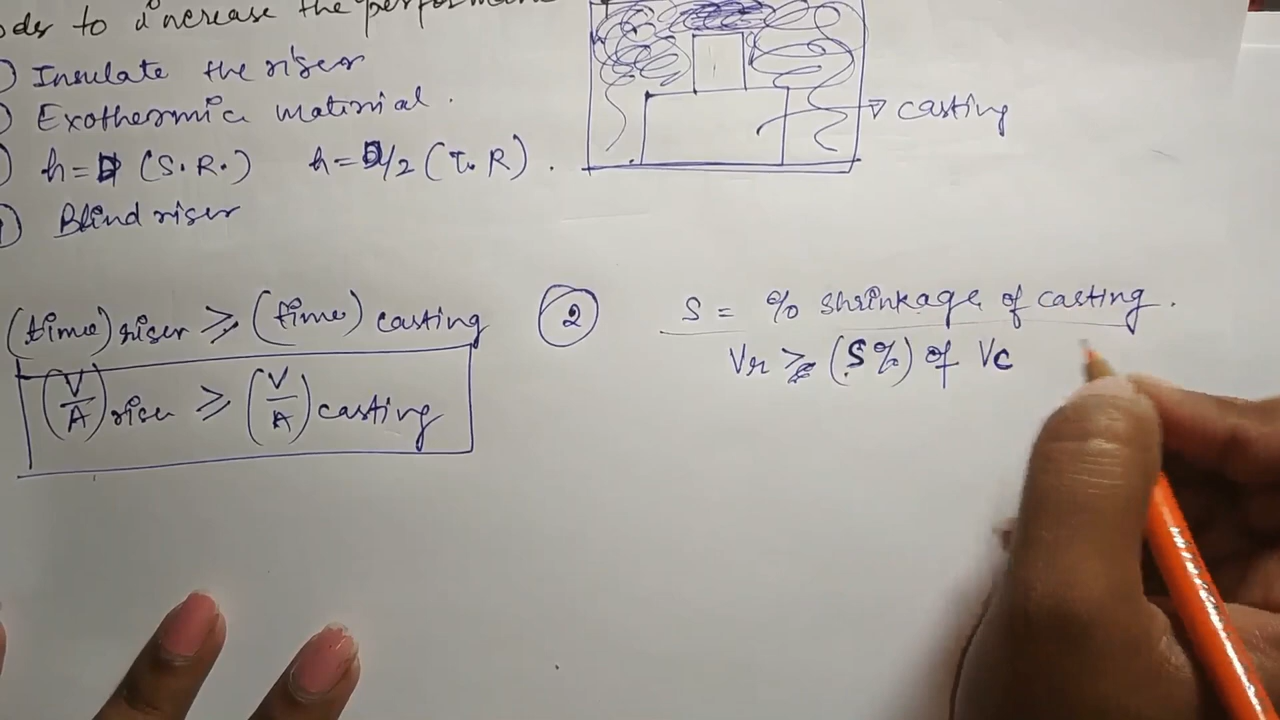 to increase the
Insulate the riser
Exothermic material.
h=D (S.R.) h=D/2 (T.R).
Blind riser
casting
(time) riser ≥ (time) casting
(V/A) riser ≥ (V/A) casting
2
S = % shrinkage of casting.
Vr ≥ (S%) of Vc